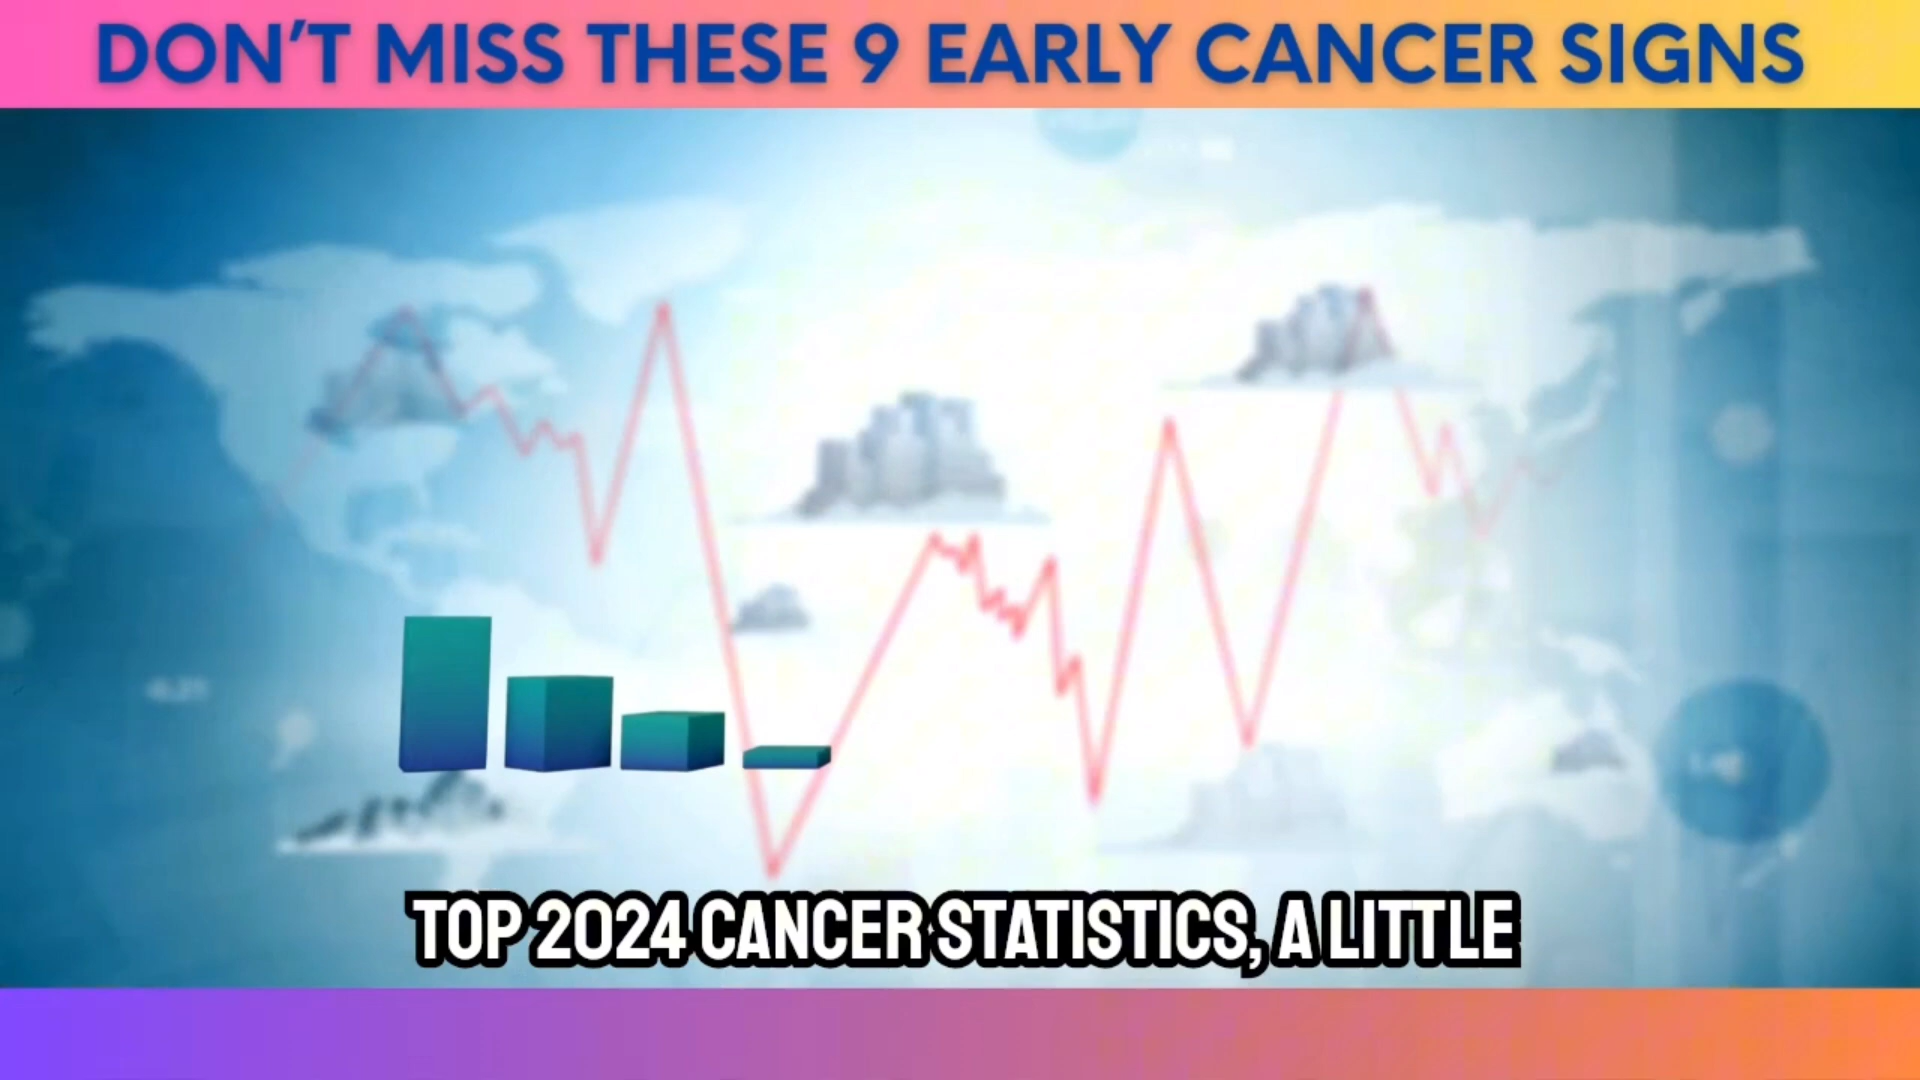 DON'T MISS THESE 9 EARLY CANCER SIGNS
TOP 2024 CANCER STATISTICS, A LITTLE